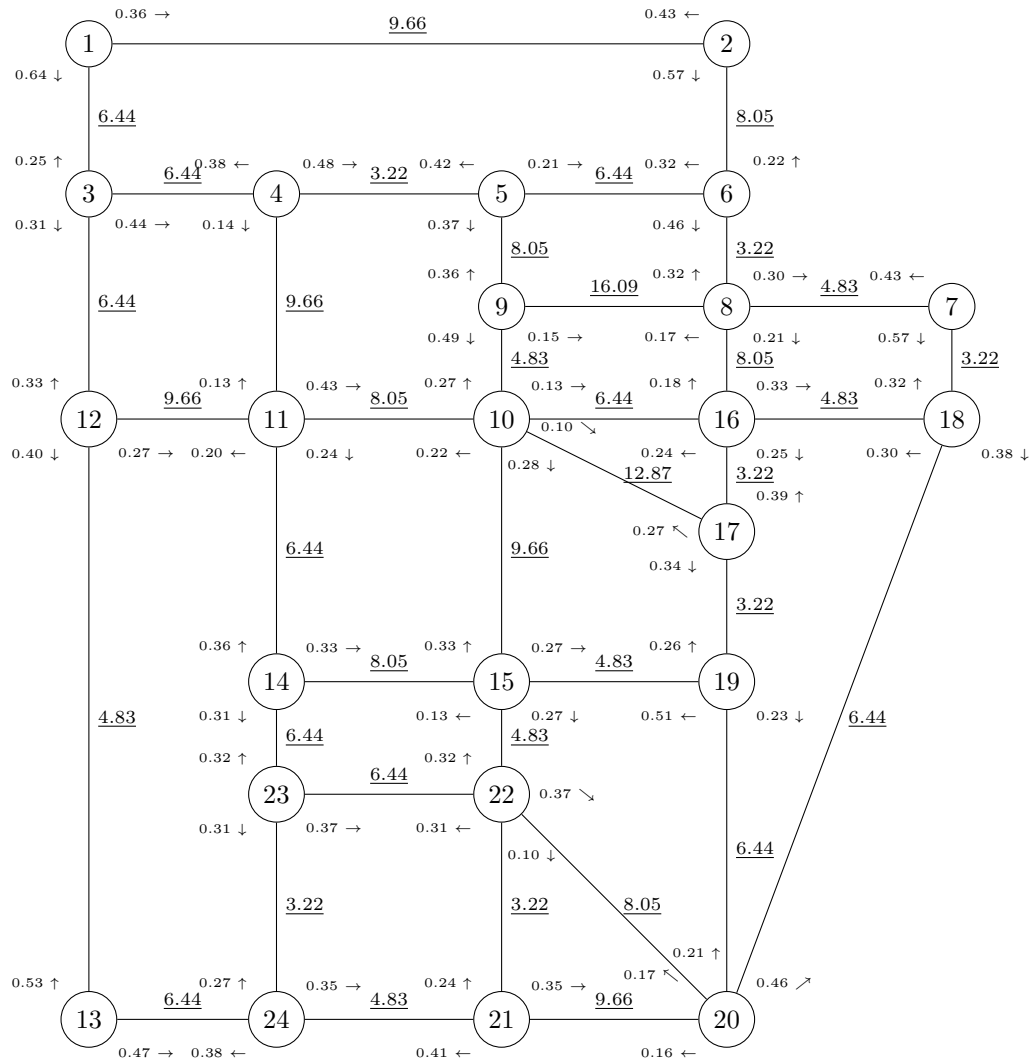 0.36 → 9.66 0.43 ←
1 2
0.64 ↓ 0.57 ↓
6.44 8.05
0.25 ↑ 6.44 0.38 ← 0.48 → 3.22 0.42 ← 0.21 → 6.44 0.32 ← 0.22 ↑
3 4 5 6
0.31 ↓ 0.44 → 0.14 ↓ 0.37 ↓ 0.46 ↓
8.05 3.22
0.36 ↑ 16.09 0.32 ↑ 0.30 → 4.83 0.43 ←
6.44 9.66 9 8 7
0.49 ↓ 0.15 → 0.17 ← 0.21 ↓ 0.57 ↓
4.83 8.05 3.22
0.33 ↑ 9.66 0.13 ↑ 0.43 → 8.05 0.27 ↑ 0.13 → 6.44 0.18 ↑ 0.33 → 4.83 0.32 ↑
12 11 10 0.10 ↘ 16 18
0.40 ↓ 0.27 → 0.20 ← 0.24 ↓ 0.22 ← 0.28 ↓ 0.24 ← 0.25 ↓ 0.30 ← 0.38 ↓
12.87 3.22
0.39 ↑
0.27 ↖ 17
6.44 9.66 0.34 ↓
3.22
0.36 ↑ 0.33 → 8.05 0.33 ↑ 0.27 → 4.83 0.26 ↑
14 15 19
4.83 0.31 ↓ 0.13 ← 0.27 ↓ 0.51 ← 0.23 ↓ 6.44
6.44 4.83
0.32 ↑ 6.44 0.32 ↑
23 22 0.37 ↘
0.31 ↓ 0.37 → 0.31 ←
0.10 ↓ 6.44
3.22 3.22 8.05
0.21 ↑
0.53 ↑ 6.44 0.27 ↑ 0.35 → 4.83 0.24 ↑ 0.35 → 9.66 0.17 ↖ 0.46 ↗
13 24 21 20
0.47 → 0.38 ← 0.41 ← 0.16 ←